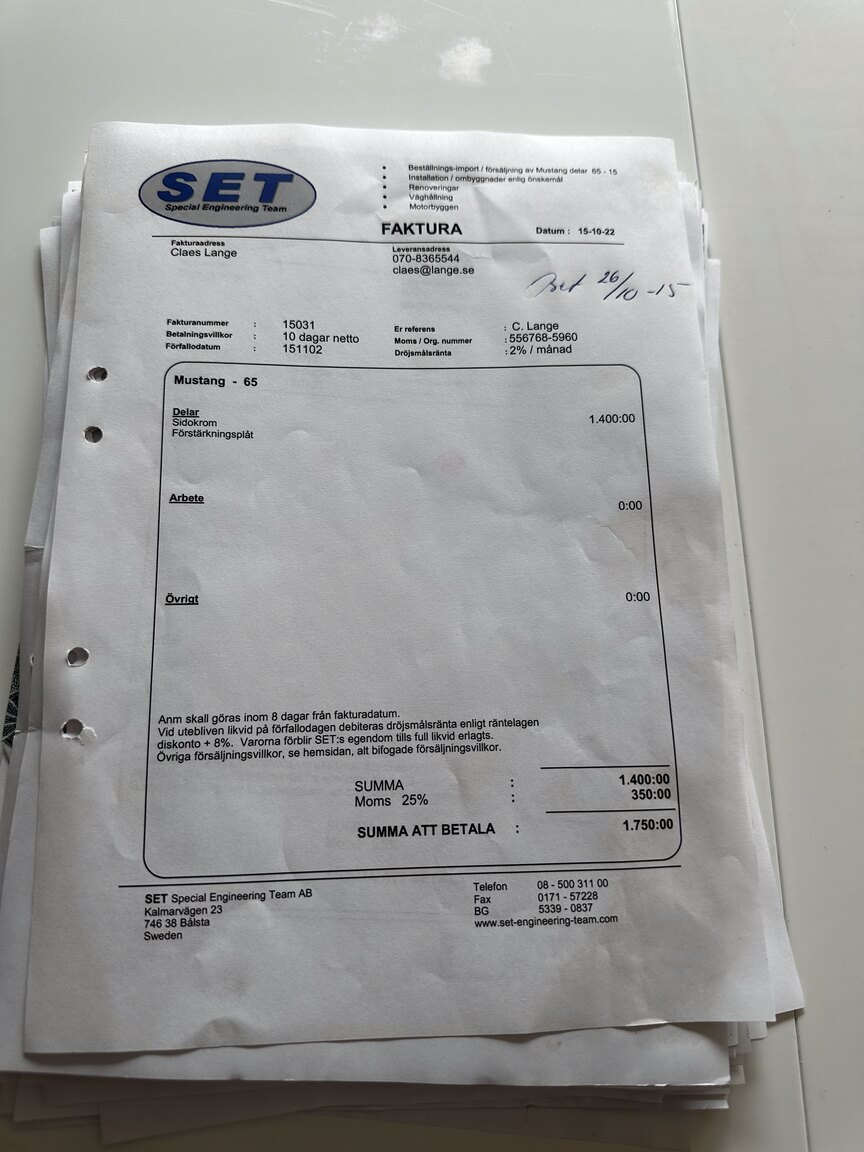 SET
Special Engineering Team
• Beställnings-import / försäljning av Mustang delar 65 - 15
• Installation / ombyggnader enlig önskemål
• Renoveringar
• Väghållning
• Motorbyggen
FAKTURA
Datum : 15-10-22
Fakturaadress
Claes Lange
Leveransadress
070-8365544
claes@lange.se
Bet 26/10 -15
Fakturanummer : 15031
Betalningsvillkor : 10 dagar netto
Förfallodatum : 151102
Er referens : C. Lange
Moms / Org. nummer : 556768-5960
Dröjsmålsränta : 2% / månad
Mustang - 65
Delar
Sidokrom 1.400:00
Förstärkningsplåt
Arbete 0:00
Övrigt 0:00
Anm skall göras inom 8 dagar från fakturadatum.
Vid utebliven likvid på förfallodagen debiteras dröjsmålsränta enligt räntelagen
diskonto + 8%. Varorna förblir SET:s egendom tills full likvid erlagts.
Övriga försäljningsvillkor, se hemsidan, alt bifogade försäljningsvillkor.
SUMMA : 1.400:00
Moms 25% : 350:00
SUMMA ATT BETALA : 1.750:00
SET Special Engineering Team AB
Kalmarvägen 23
746 38 Bålsta
Sweden
Telefon 08 - 500 311 00
Fax 0171 - 57228
BG 5339 - 0837
www.set-engineering-team.com